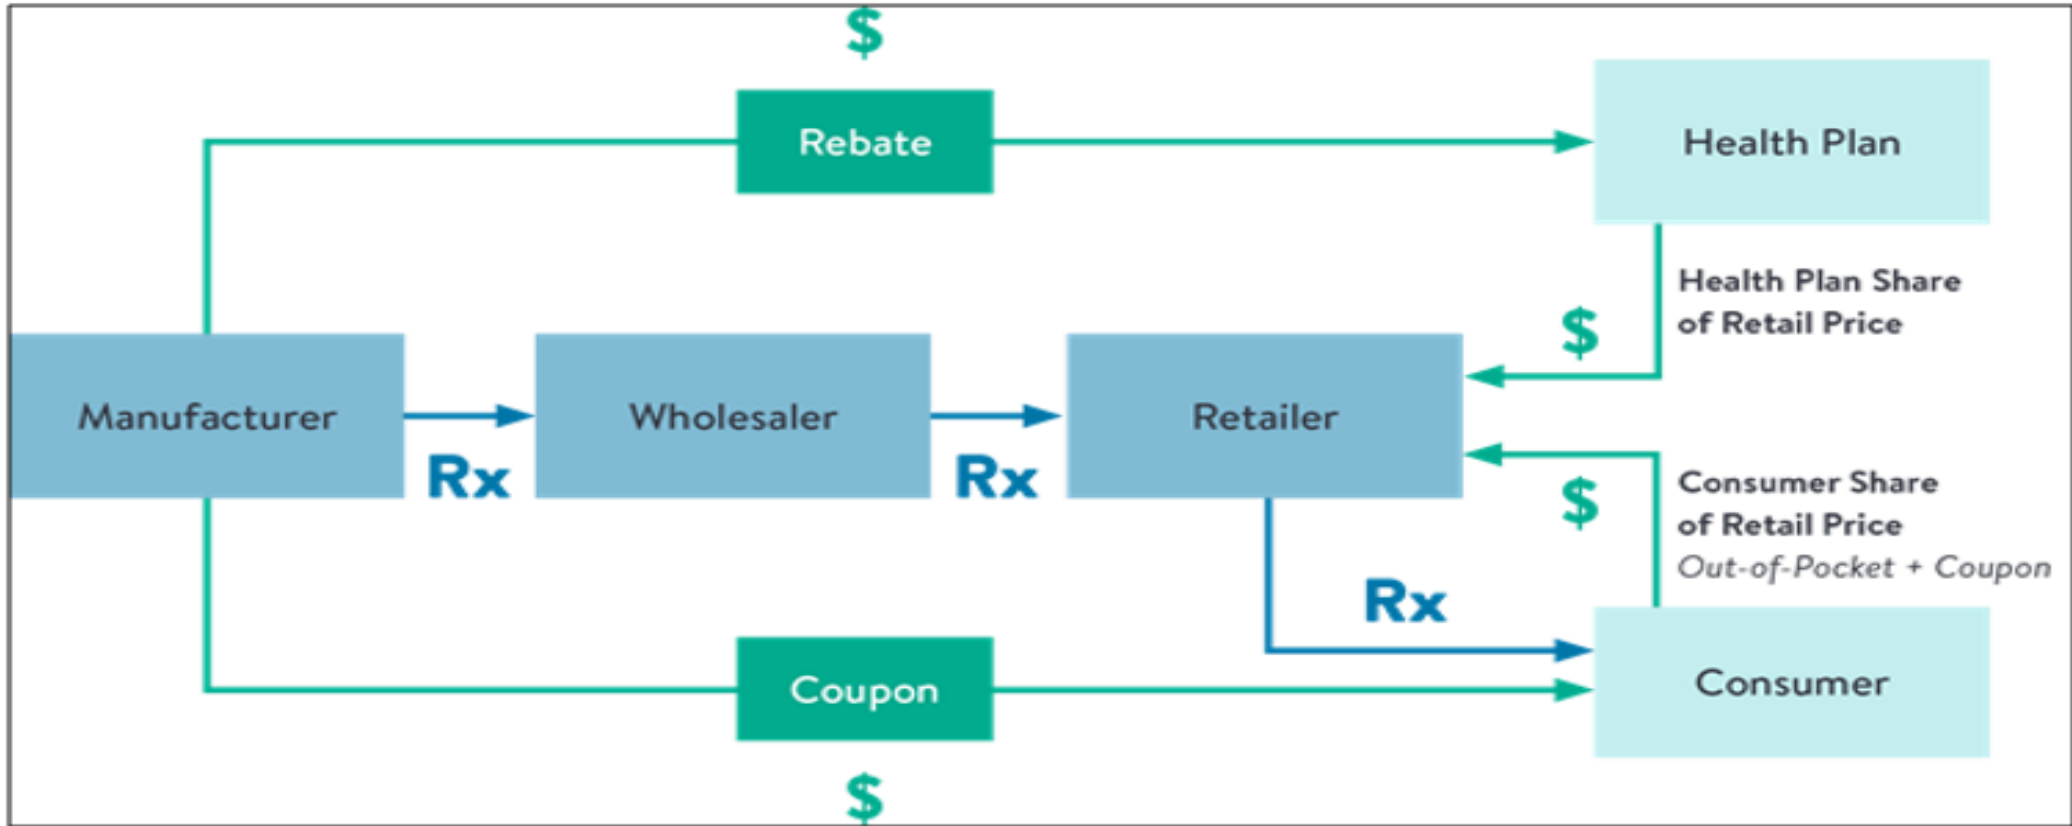 $
Rebate
Health Plan
Health Plan Share
of Retail Price
$
Manufacturer
Rx
Wholesaler
Rx
Retailer
$
Consumer Share
of Retail Price
Out-of-Pocket + Coupon
Rx
Coupon
Consumer
$